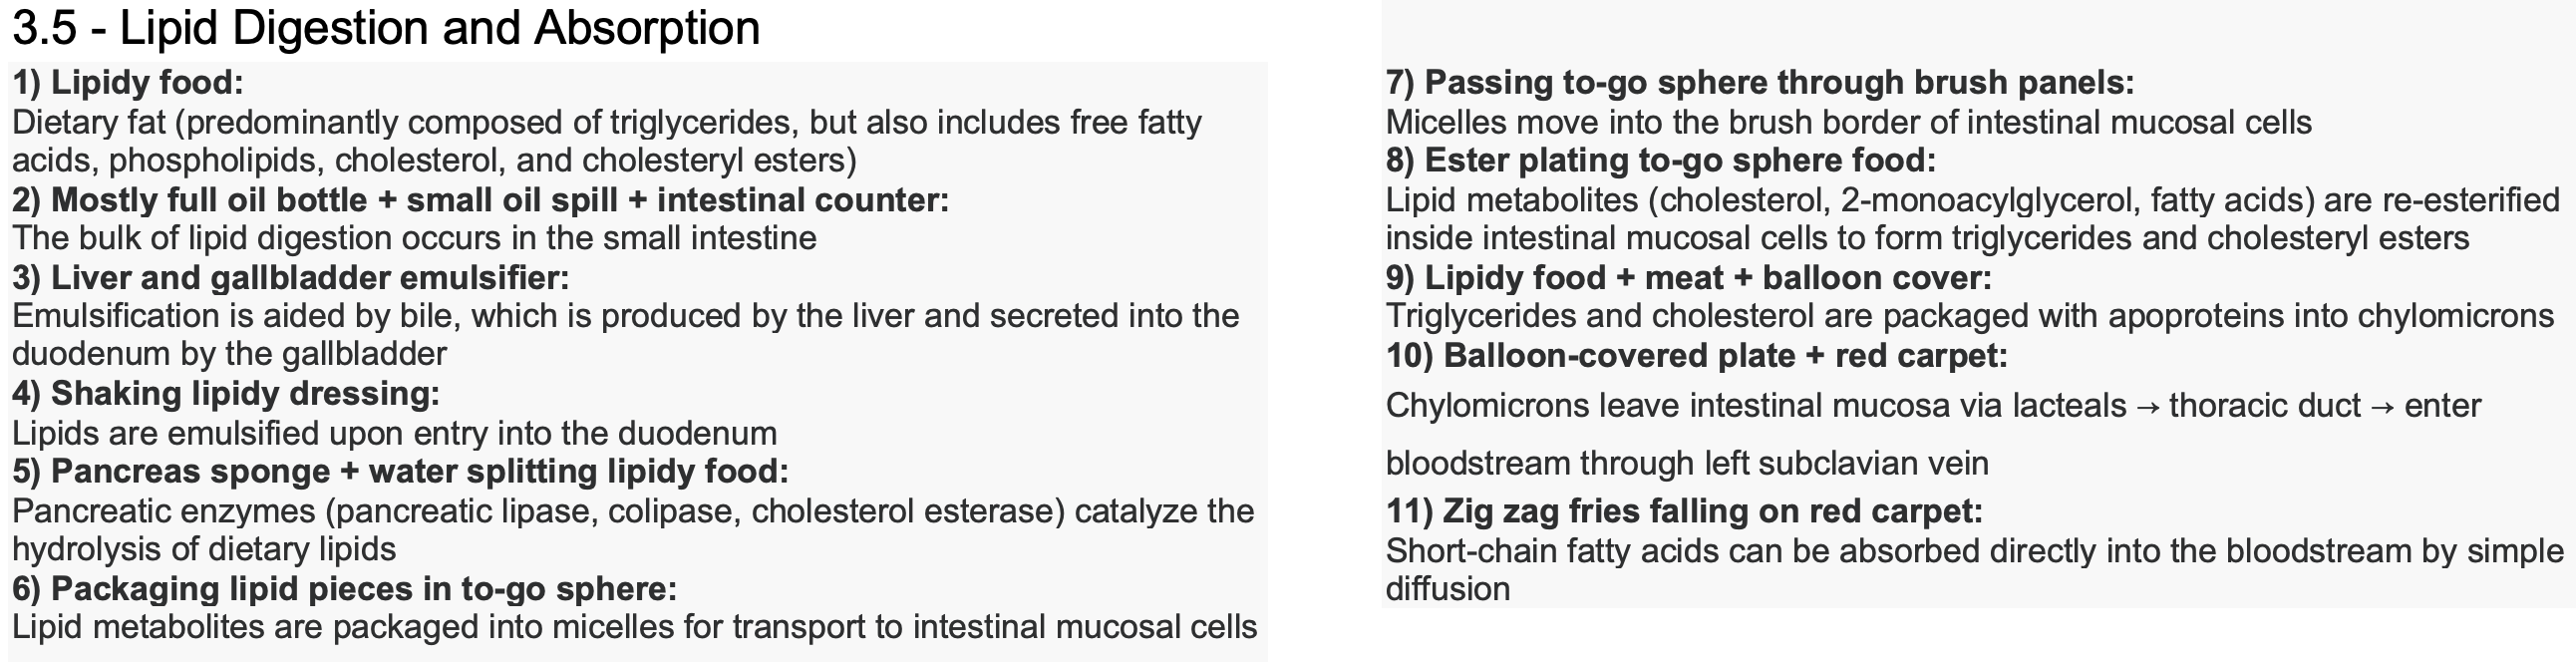 3.5 - Lipid Digestion and Absorption
1) Lipidy food:
Dietary fat (predominantly composed of triglycerides, but also includes free fatty
acids, phospholipids, cholesterol, and cholesteryl esters)
2) Mostly full oil bottle + small oil spill + intestinal counter:
The bulk of lipid digestion occurs in the small intestine
3) Liver and gallbladder emulsifier:
Emulsification is aided by bile, which is produced by the liver and secreted into the
duodenum by the gallbladder
4) Shaking lipidy dressing:
Lipids are emulsified upon entry into the duodenum
5) Pancreas sponge + water splitting lipidy food:
Pancreatic enzymes (pancreatic lipase, colipase, cholesterol esterase) catalyze the
hydrolysis of dietary lipids
6) Packaging lipid pieces in to-go sphere:
Lipid metabolites are packaged into micelles for transport to intestinal mucosal cells
7) Passing to-go sphere through brush panels:
Micelles move into the brush border of intestinal mucosal cells
8) Ester plating to-go sphere food:
Lipid metabolites (cholesterol, 2-monoacylglycerol, fatty acids) are re-esterified
inside intestinal mucosal cells to form triglycerides and cholesteryl esters
9) Lipidy food + meat + balloon cover:
Triglycerides and cholesterol are packaged with apoproteins into chylomicrons
10) Balloon-covered plate + red carpet:
Chylomicrons leave intestinal mucosa via lacteals → thoracic duct → enter
bloodstream through left subclavian vein
11) Zig zag fries falling on red carpet:
Short-chain fatty acids can be absorbed directly into the bloodstream by simple
diffusion